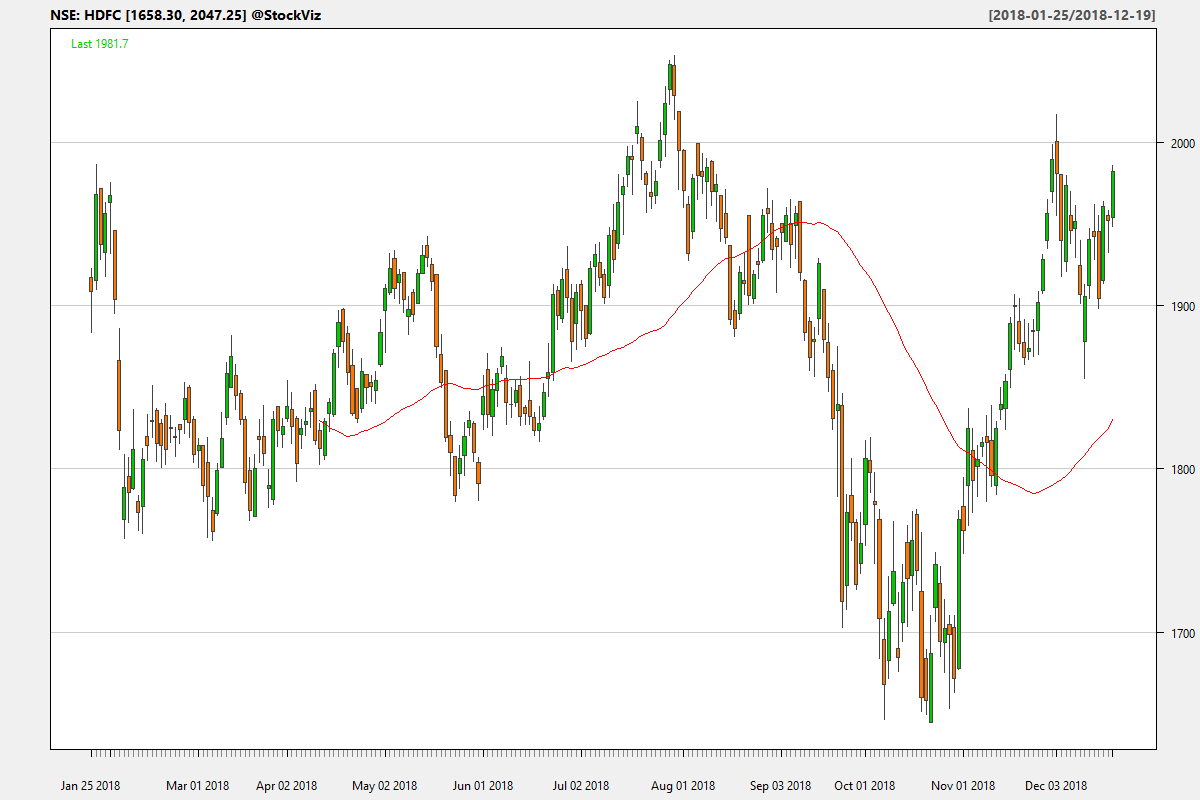 NSE: HDFC [1658.30, 2047.25] @StockViz
[2018-01-25/2018-12-19]
Last 1981.7
2000
1900
1800
1700
Jan 25 2018
Mar 01 2018
Apr 02 2018
May 02 2018
Jun 01 2018
Jul 02 2018
Aug 01 2018
Sep 03 2018
Oct 01 2018
Nov 01 2018
Dec 03 2018